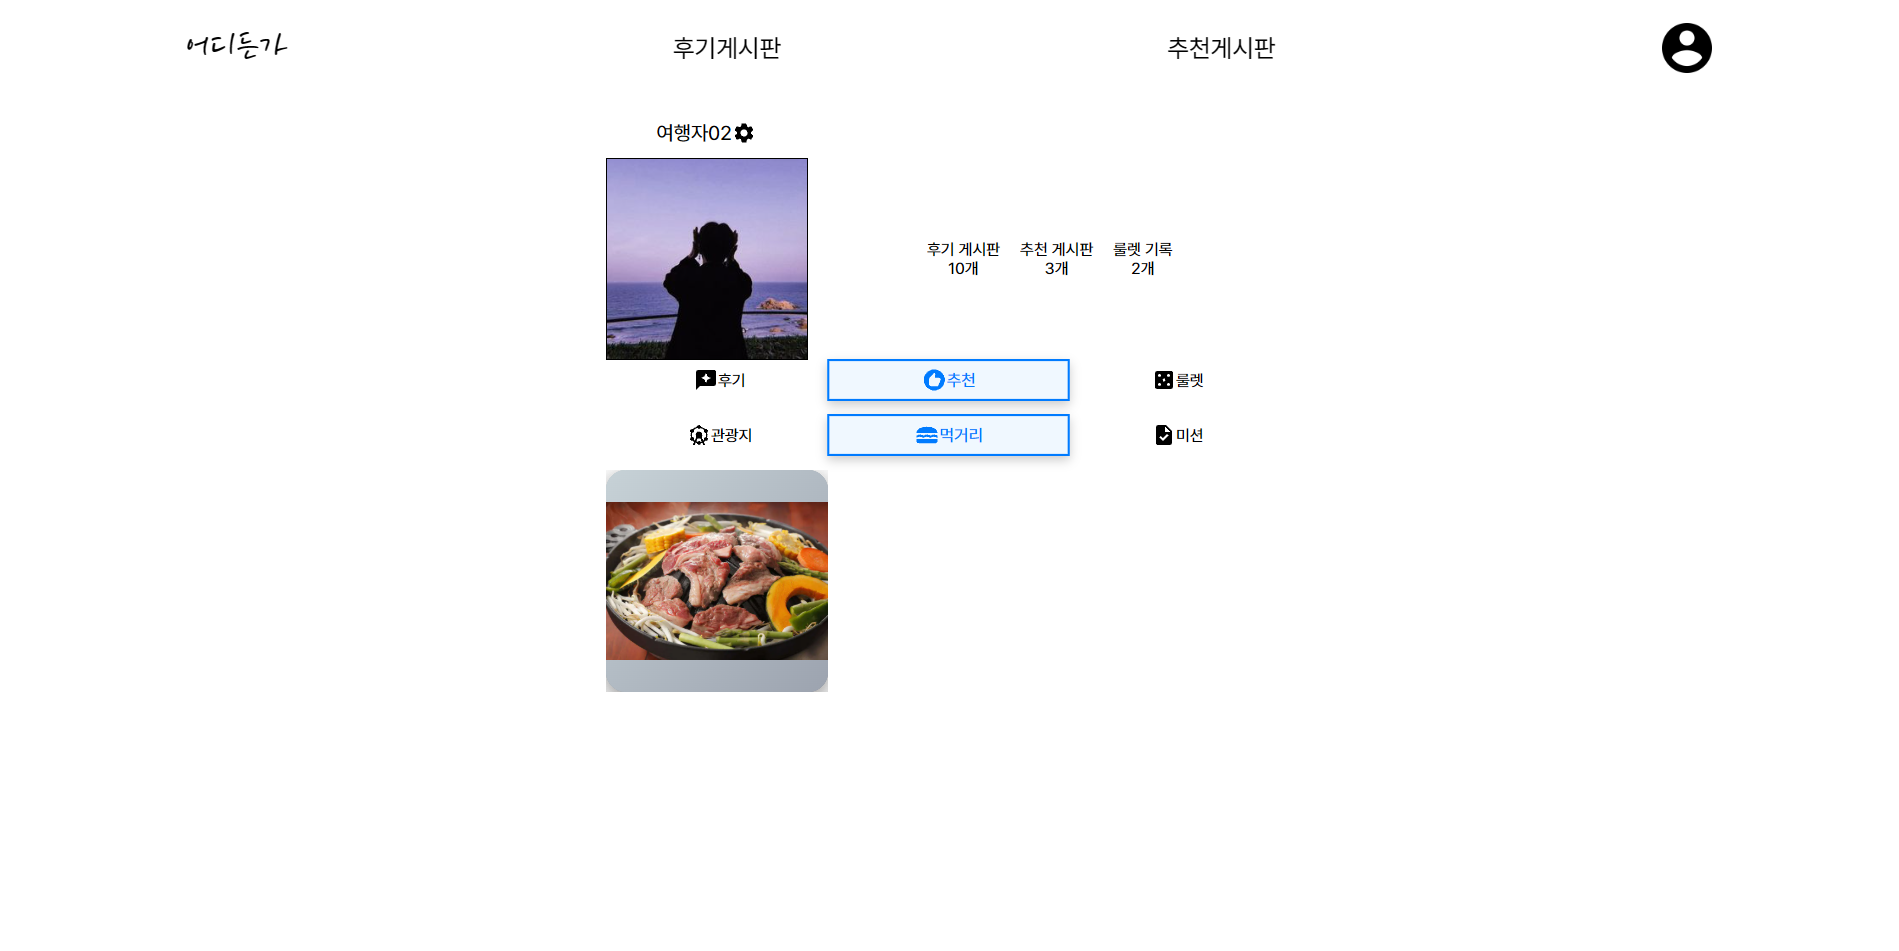 어디든가
후기게시판
추천게시판
여행자02
후기 게시판
10개
추천 게시판
3개
룰렛 기록
2개
후기
추천
룰렛
관광지
먹거리
미션